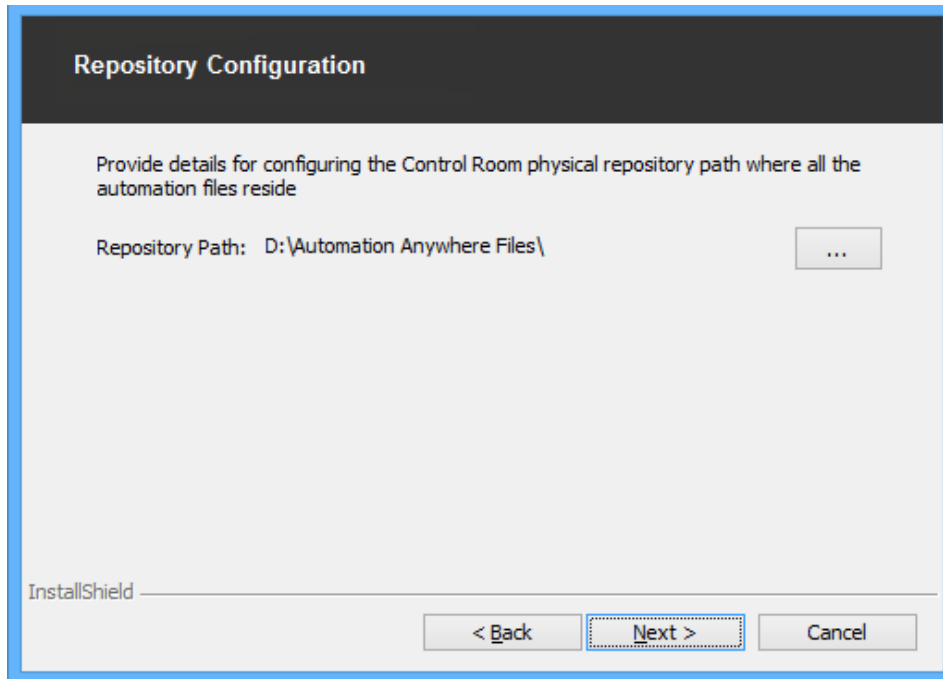 Repository Configuration
Provide details for configuring the Control Room physical repository path where all the
automation files reside
Repository Path: D:\Automation Anywhere Files\ ...
InstallShield
< Back Next > Cancel